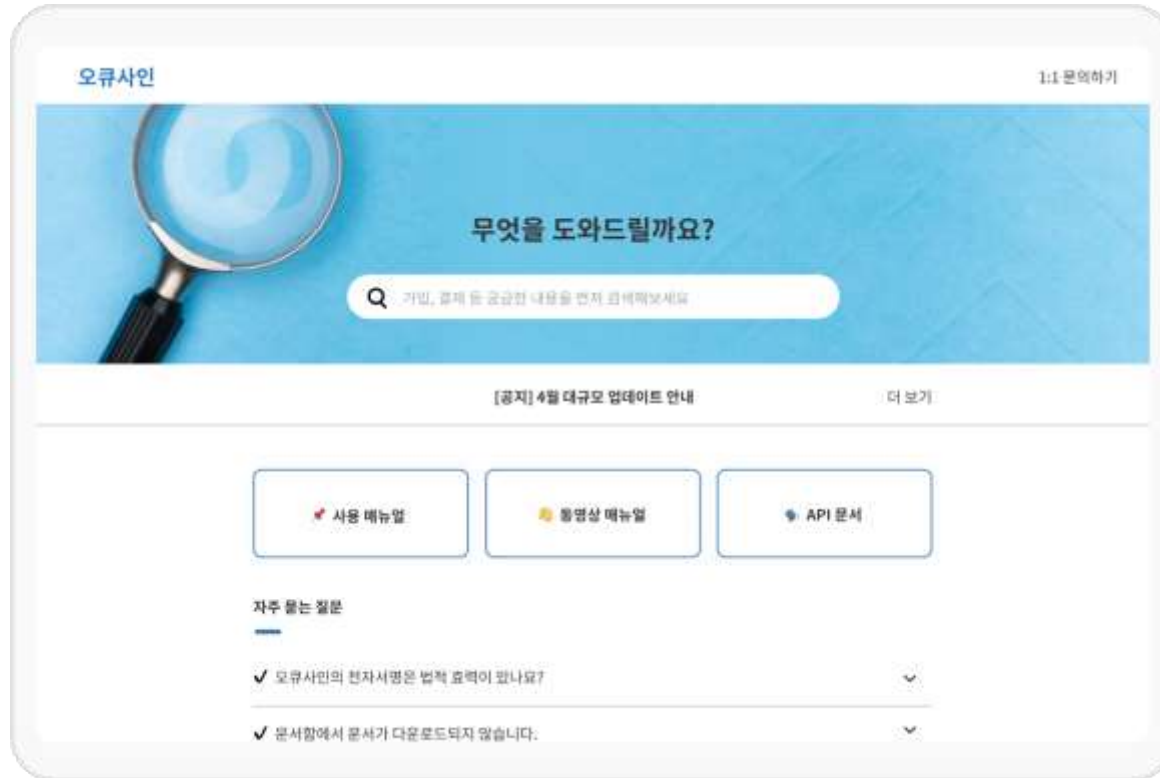 오큐사인
1:1 문의하기
무엇을 도와드릴까요?
가입, 결제 등 궁금한 내용을 먼저 검색해보세요
[공지] 4월 대규모 업데이트 안내
더 보기
사용 매뉴얼
동영상 매뉴얼
API 문서
자주 묻는 질문
오큐사인의 전자서명은 법적 효력이 있나요?
문서함에서 문서가 다운로드되지 않습니다.